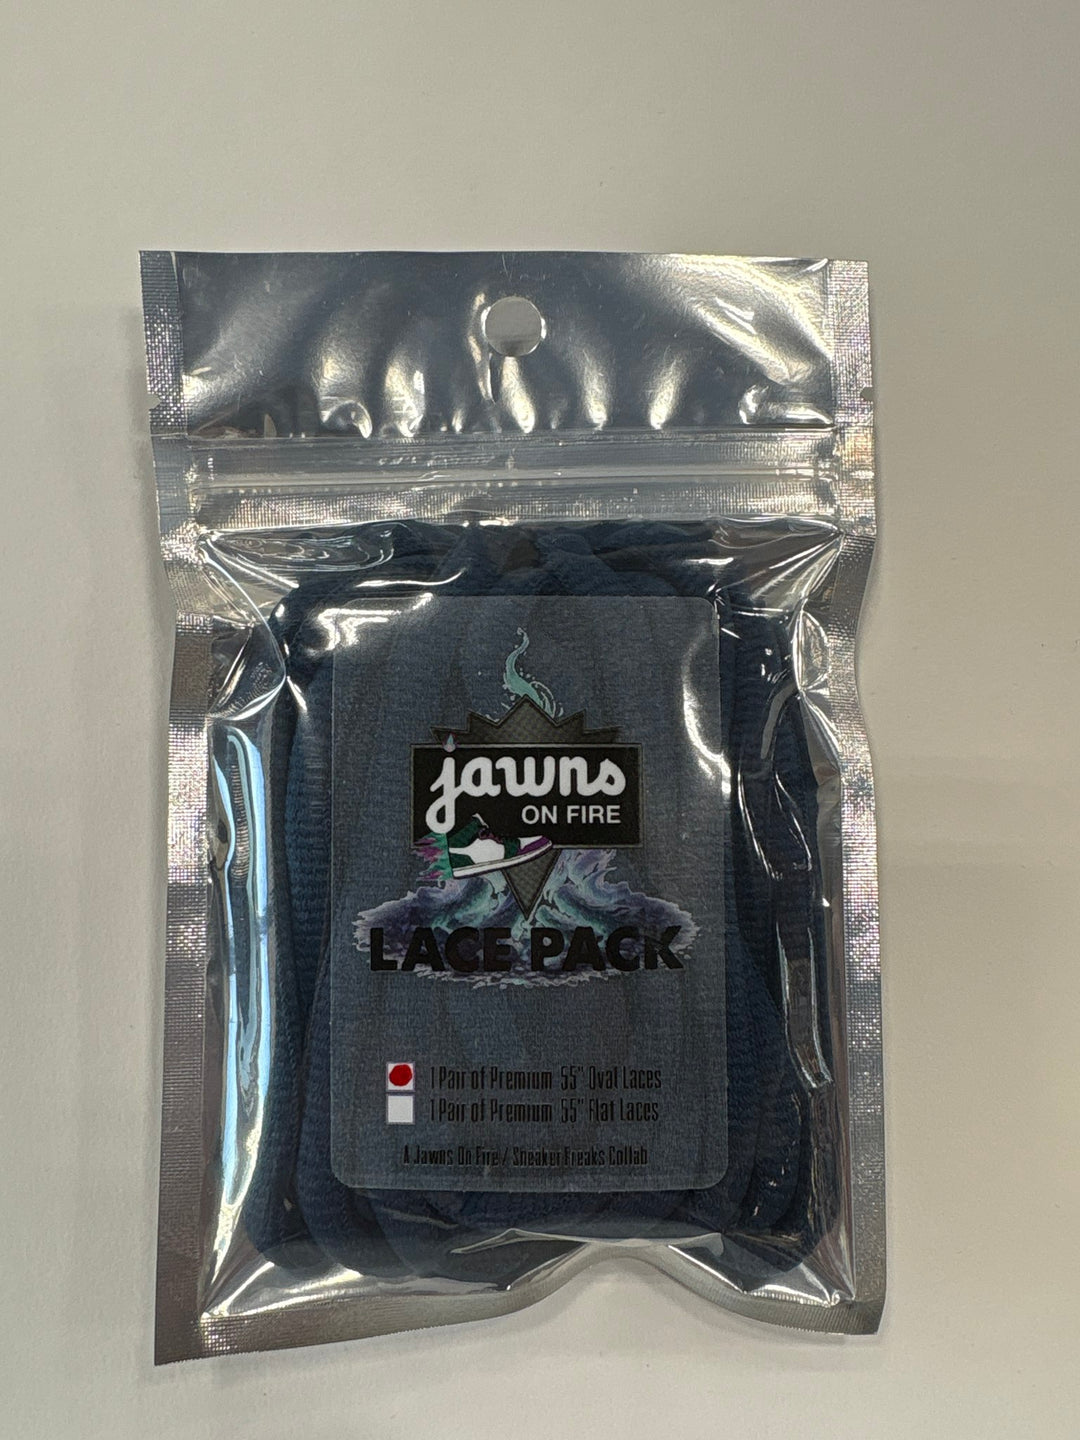 jawns
ON FIRE
LACE PACK
1 Pair of Premium 55" Oval Laces
1 Pair of Premium 55" Flat Laces
A Jawns On Fire / Sneaker Freaks Collab